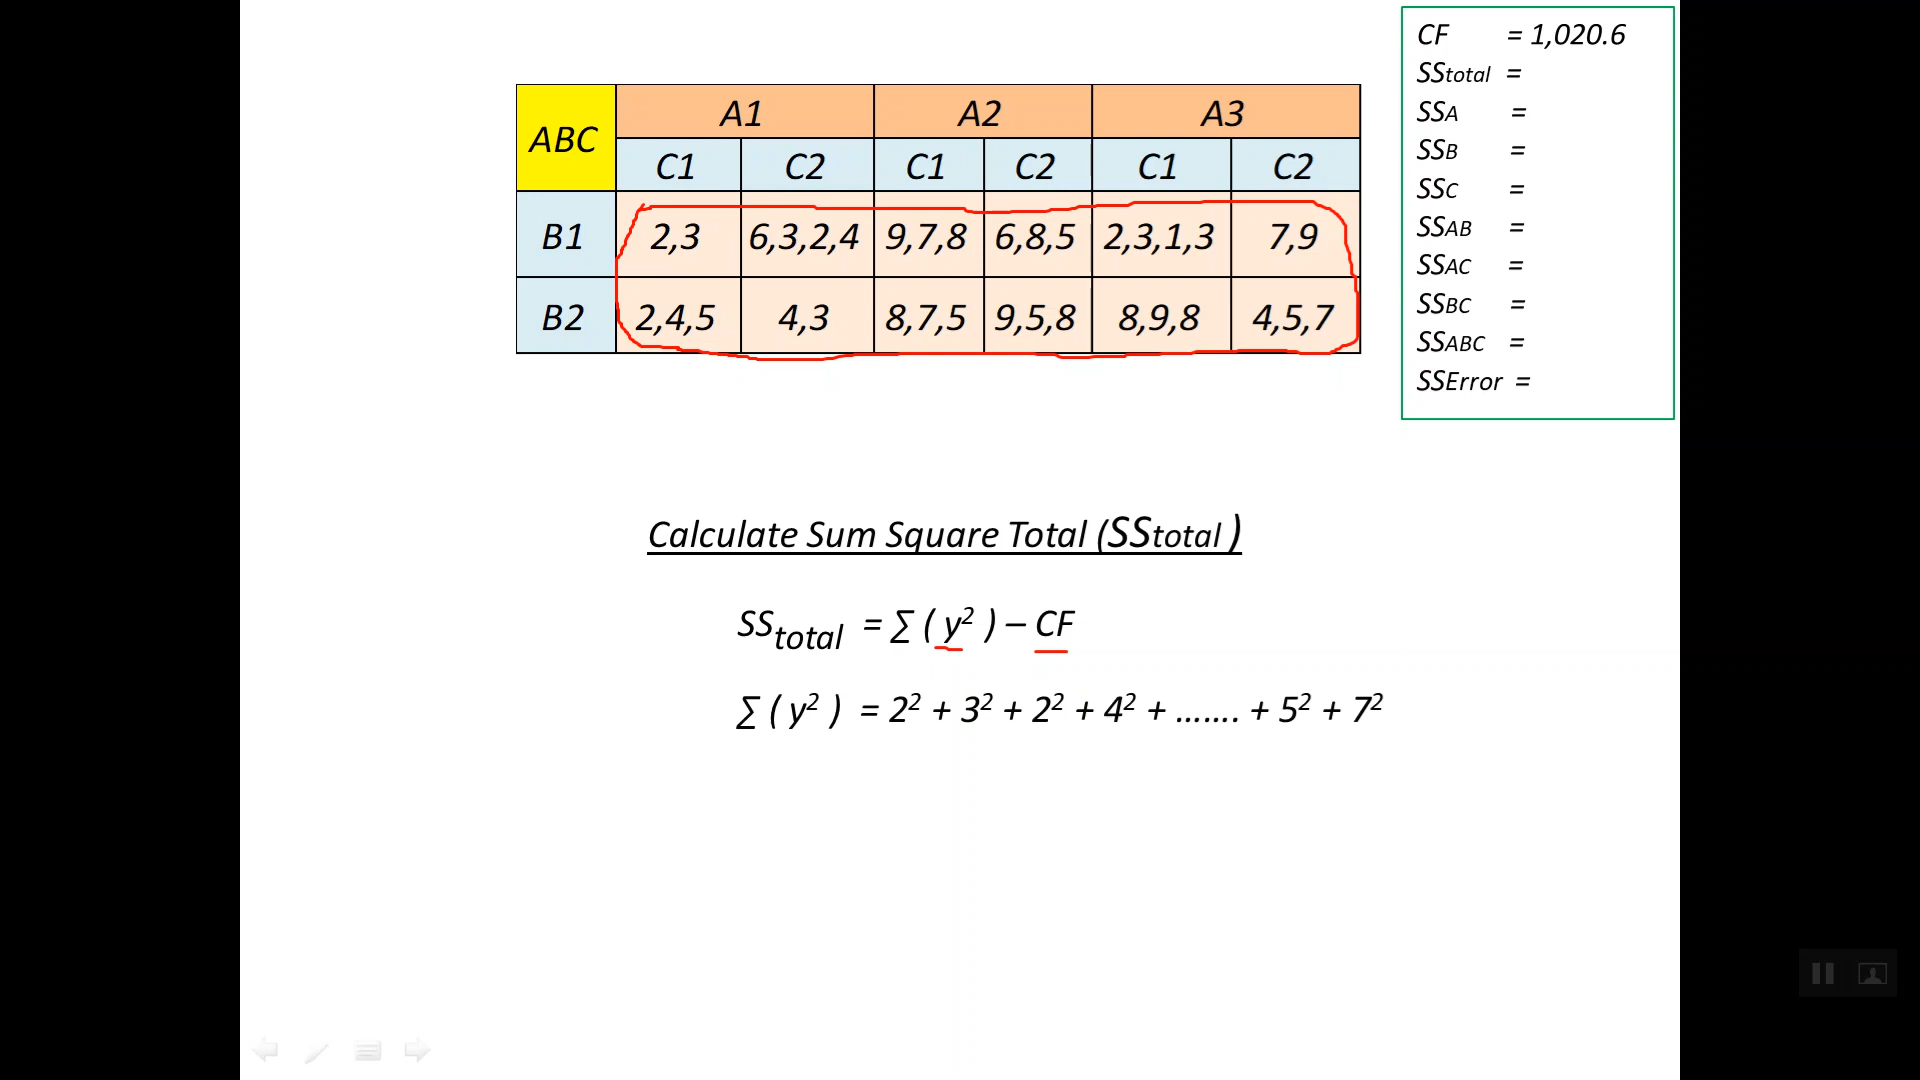 ABC A1 A2 A3
C1 C2 C1 C2 C1 C2
B1 2,3 6,3,2,4 9,7,8 6,8,5 2,3,1,3 7,9
B2 2,4,5 4,3 8,7,5 9,5,8 8,9,8 4,5,7
CF = 1,020.6
SStotal =
SSA =
SSB =
SSC =
SSAB =
SSAC =
SSBC =
SSABC =
SSError =
Calculate Sum Square Total (SStotal )
SStotal = ∑ ( y² ) – CF
∑ ( y² ) = 2² + 3² + 2² + 4² + ....... + 5² + 7²